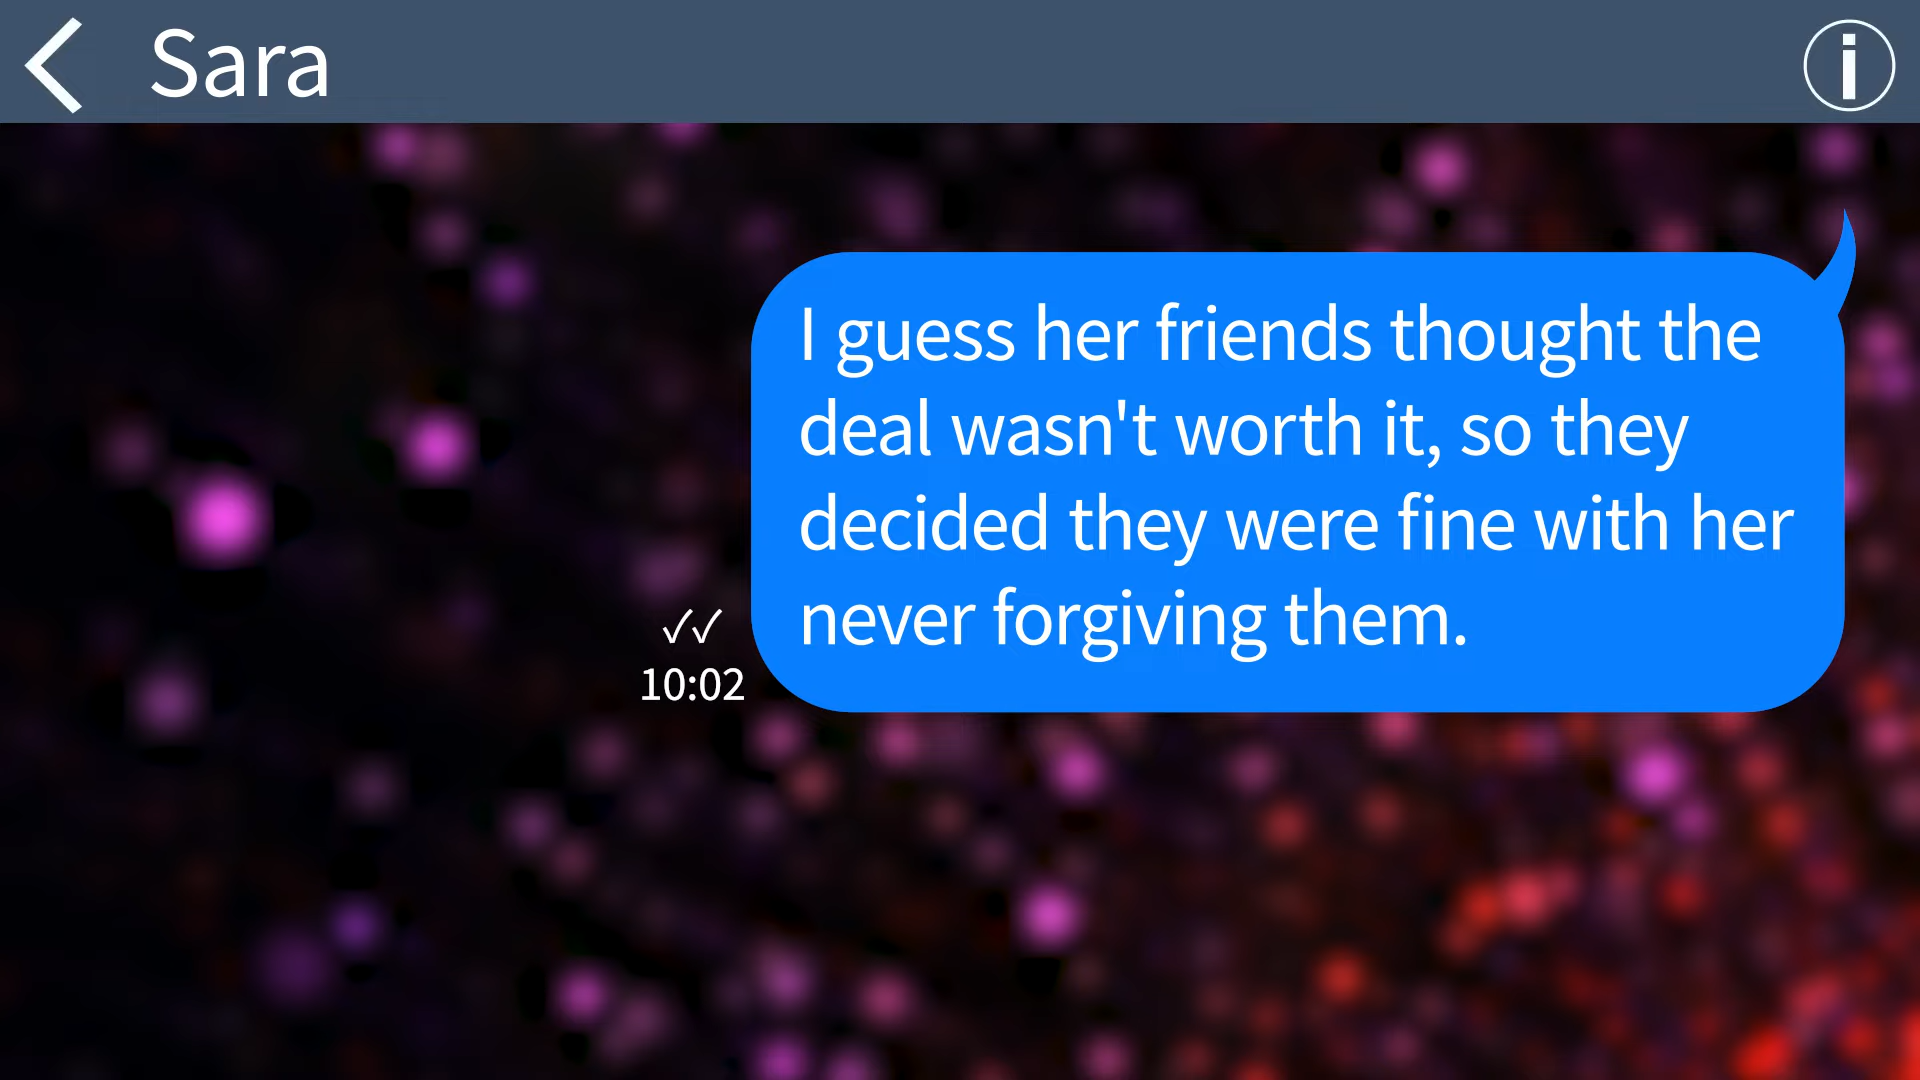 Sara
I guess her friends thought the
deal wasn't worth it, so they
decided they were fine with her
never forgiving them.
✓✓
10:02